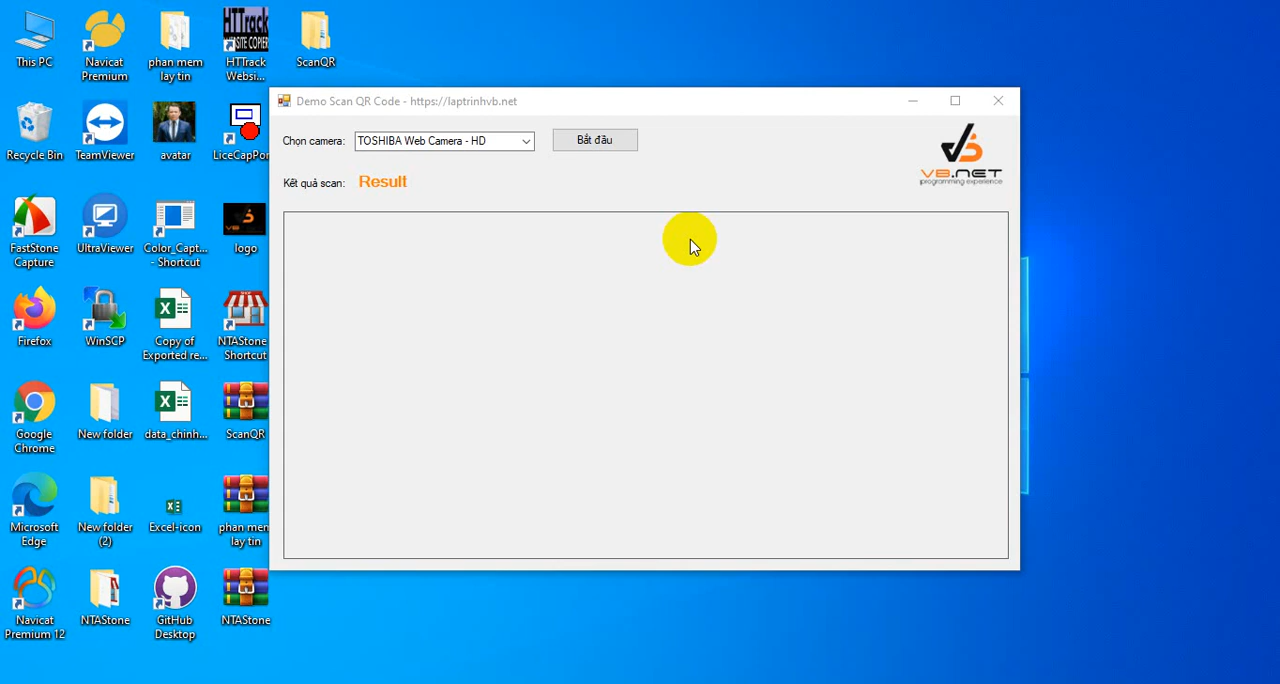 This PC
Navicat
Premium
phan mem
lay tin
HTTrack
WEBSITE COPIER
HTTrack
Websi...
ScanQR
Demo Scan QR Code - https://laptrinhvb.net
Chọn camera:
TOSHIBA Web Camera - HD
Bắt đầu
VB.NET
programming experience
Kết quả scan:
Result
Recycle Bin
TeamViewer
avatar
LiceCapPor
FastStone
Capture
UltraViewer
Color_Capt...
- Shortcut
logo
Firefox
WinSCP
Copy of
Exported re...
NTAStone
Shortcut
Google
Chrome
New folder
data_chinh...
ScanQR
Microsoft
Edge
New folder
(2)
Excel-icon
phan mem
lay tin
Navicat
Premium 12
NTAStone
GitHub
Desktop
NTAStone